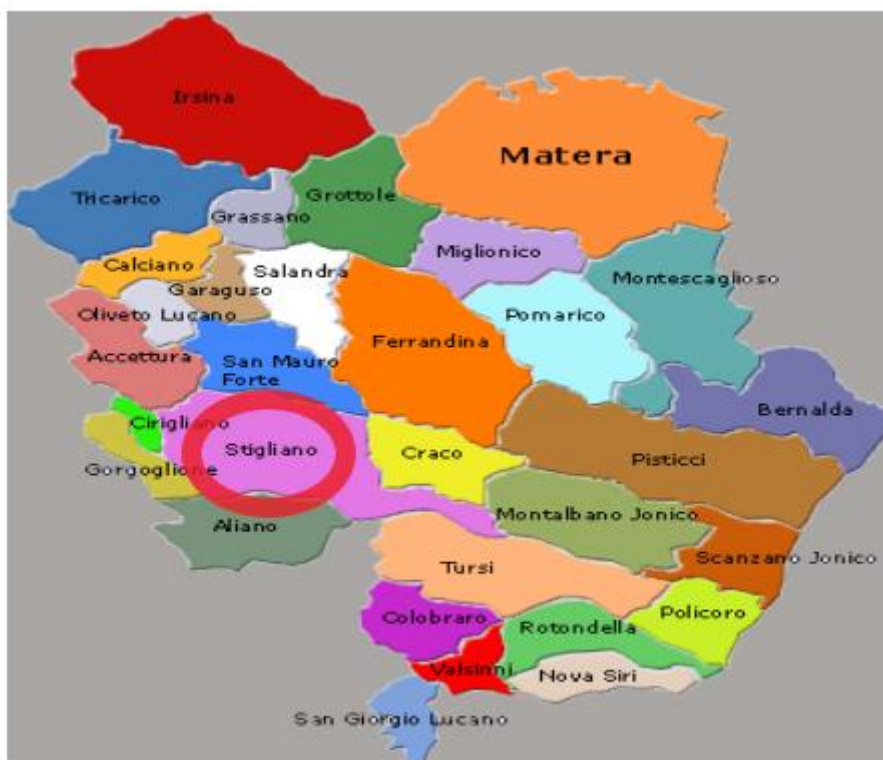 Irsina
Matera
Tricarico
Grottole
Grassano
Miglionico
Calciano
Salandra
Montescaglioso
Garaguso
Oliveto Lucano
Pomarico
Accettura
San Mauro
Forte
Ferrandina
Bernalda
Cirigliano
Stigliano
Craco
Pisticci
Gorgoglione
Montalbano Jonico
Aliano
Scanzano Jonico
Tursi
Colobraro
Policoro
Rotondella
Valsinni
Nova Siri
San Giorgio Lucano